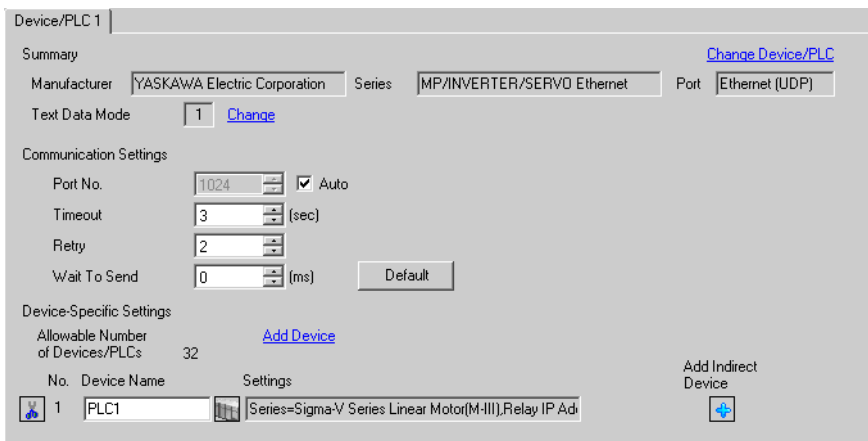 Device/PLC 1
Summary
Change Device/PLC
Manufacturer YASKAWA Electric Corporation Series MP/INVERTER/SERVO Ethernet Port Ethernet (UDP)
Text Data Mode 1 Change
Communication Settings
Port No. 1024 Auto
Timeout 3 (sec)
Retry 2
Wait To Send 0 (ms) Default
Device-Specific Settings
Allowable Number
of Devices/PLCs 32
Add Device
Add Indirect
Device
No. Device Name Settings
1 PLC1 Series=Sigma-V Series Linear Motor(M-III),Relay IP